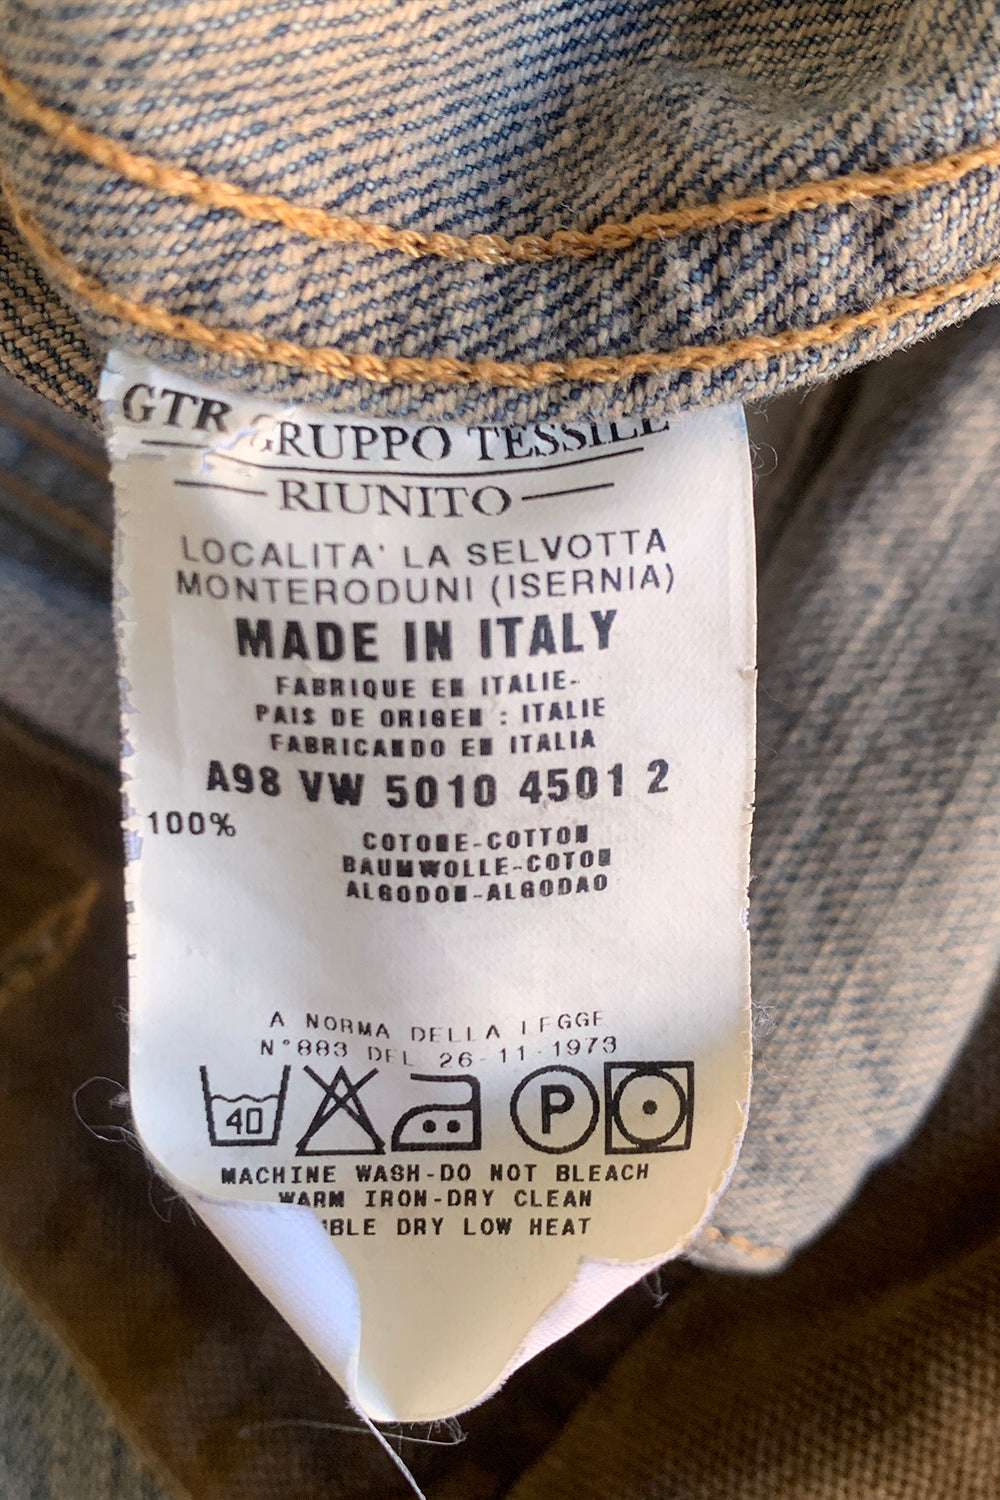 GTR GRUPPO TESSILE
RIUNITO
LOCALITA' LA SELVOTTA
MONTERODUNI (ISERNIA)
MADE IN ITALY
FABRIQUE EN ITALIE-
PAIS DE ORIGEN : ITALIE
FABRICANDO EN ITALIA
A98 VW 5010 4501 2
100%
COTONE-COTTON
BAUMWOLLE-COTON
ALGODON-ALGODAO
A NORMA DELLA LEGGE
N°883 DEL 26-11-1973
40 P
MACHINE WASH-DO NOT BLEACH
WARM IRON-DRY CLEAN
DRY LOW HEAT